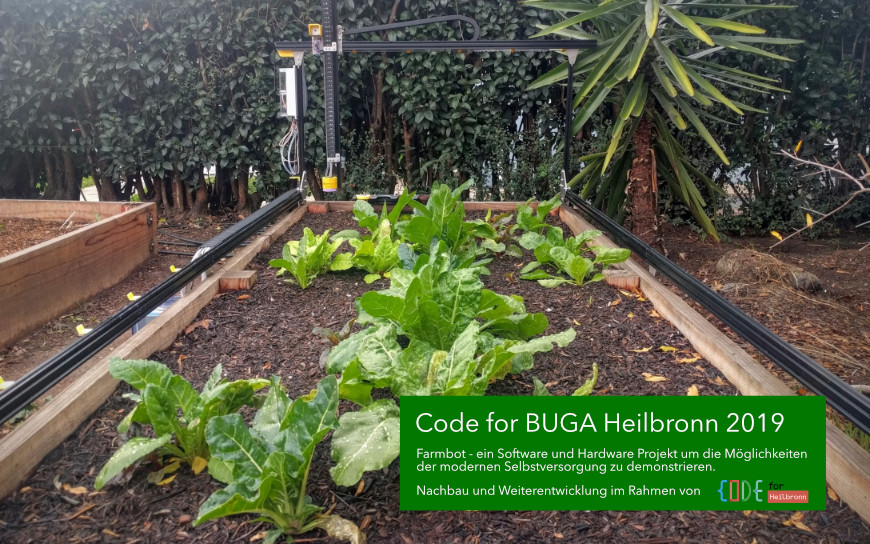 Code for BUGA Heilbronn 2019
Farmbot - ein Software und Hardware Projekt um die Möglichkeiten
der modernen Selbstversorgung zu demonstrieren.
Nachbau und Weiterentwicklung im Rahmen von
CODE for
Heilbronn